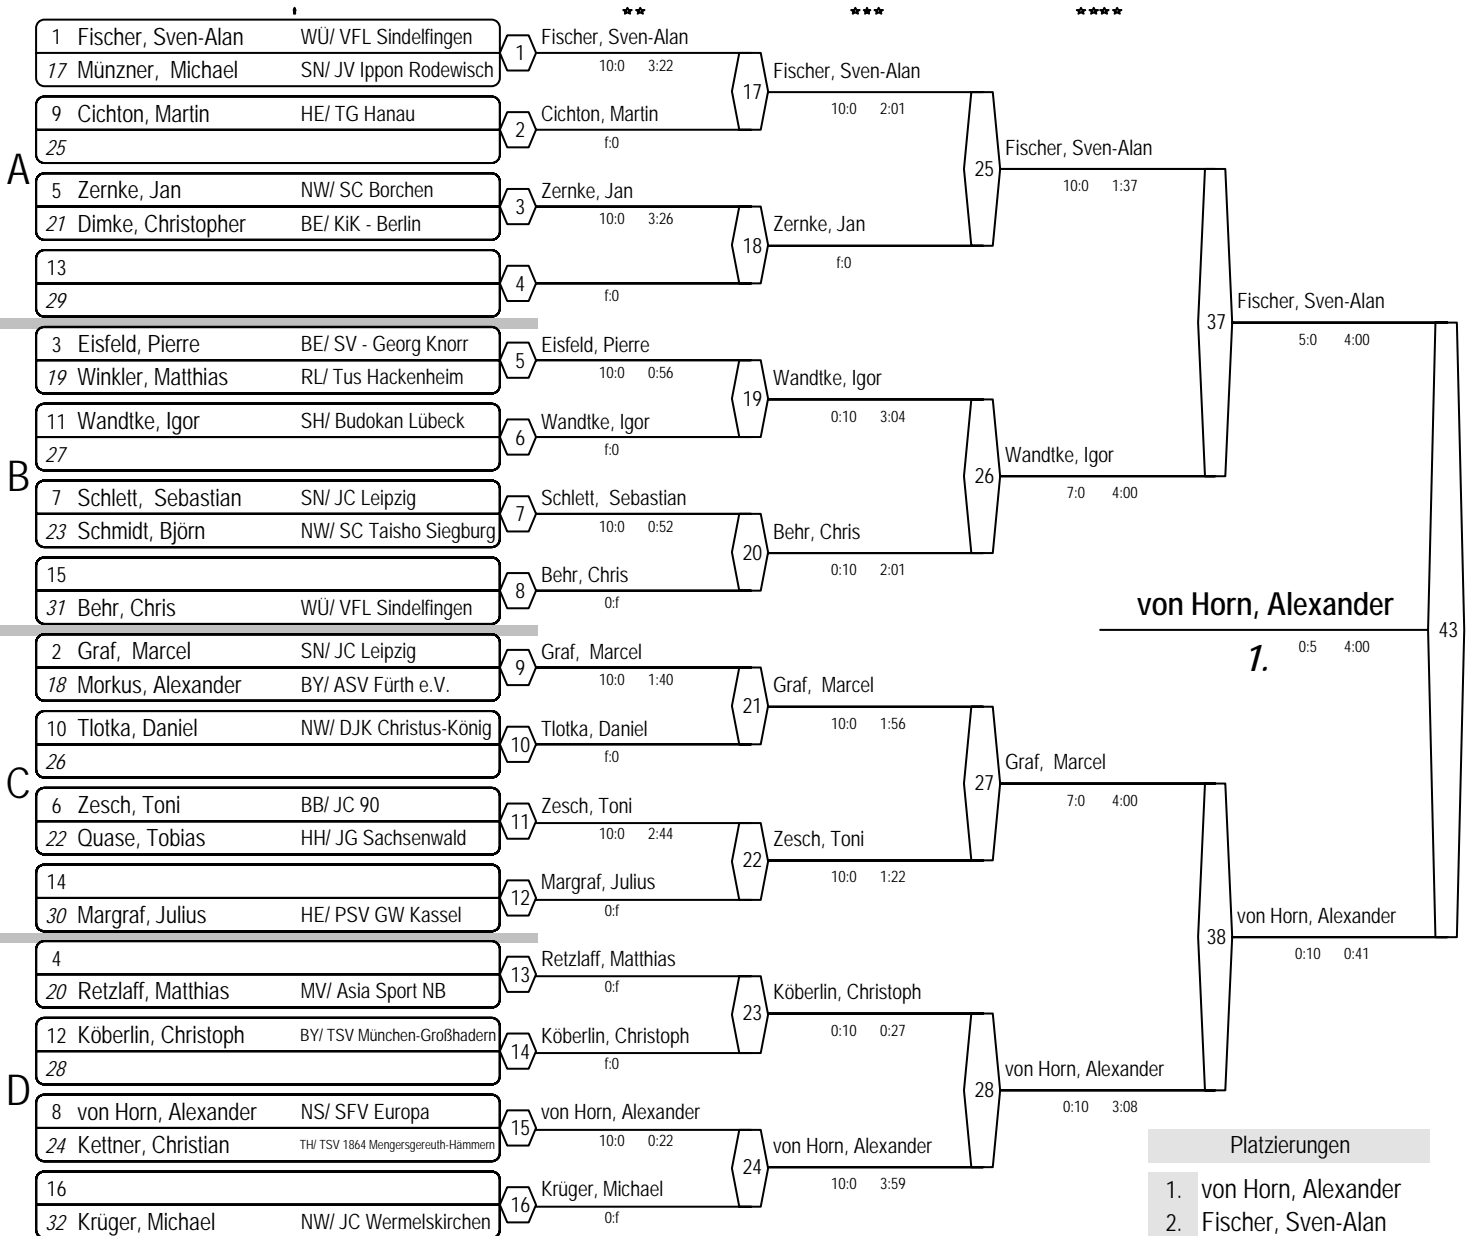 * ** *** ****
A
1 Fischer, Sven-Alan WÜ/ VFL Sindelfingen
17 Münzner, Michael SN/ JV Ippon Rodewisch
9 Cichton, Martin HE/ TG Hanau
25
5 Zernke, Jan NW/ SC Borchen
21 Dimke, Christopher BE/ KiK - Berlin
13
29
B
3 Eisfeld, Pierre BE/ SV - Georg Knorr
19 Winkler, Matthias RL/ Tus Hackenheim
11 Wandtke, Igor SH/ Budokan Lübeck
27
7 Schlett, Sebastian SN/ JC Leipzig
23 Schmidt, Björn NW/ SC Taisho Siegburg
15
31 Behr, Chris WÜ/ VFL Sindelfingen
C
2 Graf, Marcel SN/ JC Leipzig
18 Morkus, Alexander BY/ ASV Fürth e.V.
10 Tlotka, Daniel NW/ DJK Christus-König
26
6 Zesch, Toni BB/ JC 90
22 Quase, Tobias HH/ JG Sachsenwald
14
30 Margraf, Julius HE/ PSV GW Kassel
D
4
20 Retzlaff, Matthias MV/ Asia Sport NB
12 Köberlin, Christoph BY/ TSV München-Großhadern
28
8 von Horn, Alexander NS/ SFV Europa
24 Kettner, Christian TH/ TSV 1864 Mengersgereuth-Hämmern
16
32 Krüger, Michael NW/ JC Wermelskirchen
1 Fischer, Sven-Alan
10:0 3:22
2 Cichton, Martin
f:0
3 Zernke, Jan
10:0 3:26
4
f:0
5 Eisfeld, Pierre
10:0 0:56
6 Wandtke, Igor
f:0
7 Schlett, Sebastian
10:0 0:52
8 Behr, Chris
0:f
9 Graf, Marcel
10:0 1:40
10 Tlotka, Daniel
f:0
11 Zesch, Toni
10:0 2:44
12 Margraf, Julius
0:f
13 Retzlaff, Matthias
0:f
14 Köberlin, Christoph
f:0
15 von Horn, Alexander
10:0 0:22
16 Krüger, Michael
0:f
17 Fischer, Sven-Alan
10:0 2:01
18 Zernke, Jan
f:0
19 Wandtke, Igor
0:10 3:04
20 Behr, Chris
0:10 2:01
21 Graf, Marcel
10:0 1:56
22 Zesch, Toni
10:0 1:22
23 Köberlin, Christoph
0:10 0:27
24 von Horn, Alexander
10:0 3:59
25 Fischer, Sven-Alan
10:0 1:37
26 Wandtke, Igor
7:0 4:00
27 Graf, Marcel
7:0 4:00
28 von Horn, Alexander
0:10 3:08
37 Fischer, Sven-Alan
5:0 4:00
38 von Horn, Alexander
0:10 0:41
von Horn, Alexander 43
1. 0:5 4:00
Platzierungen
1. von Horn, Alexander
2. Fischer, Sven-Alan